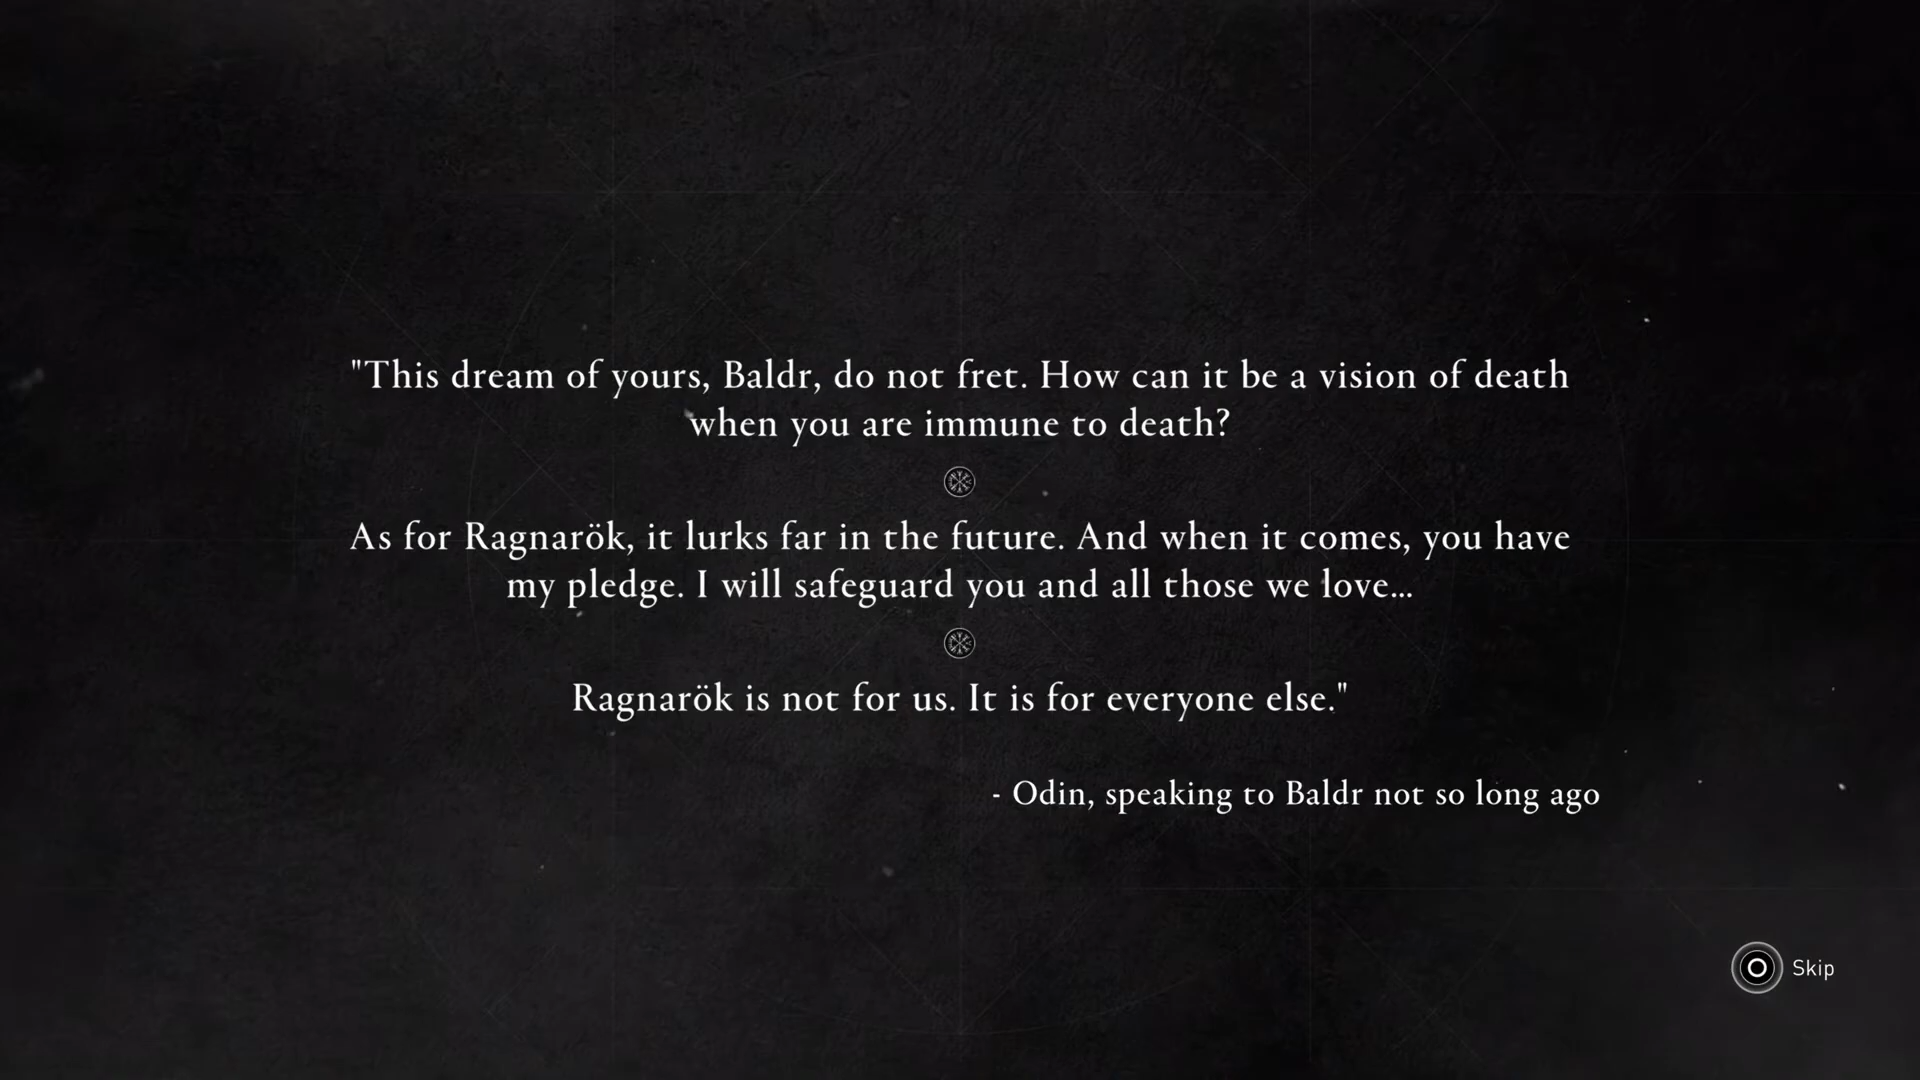 "This dream of yours, Baldr, do not fret. How can it be a vision of death
when you are immune to death?
As for Ragnarök, it lurks far in the future. And when it comes, you have
my pledge. I will safeguard you and all those we love...
Ragnarök is not for us. It is for everyone else."
- Odin, speaking to Baldr not so long ago
Skip